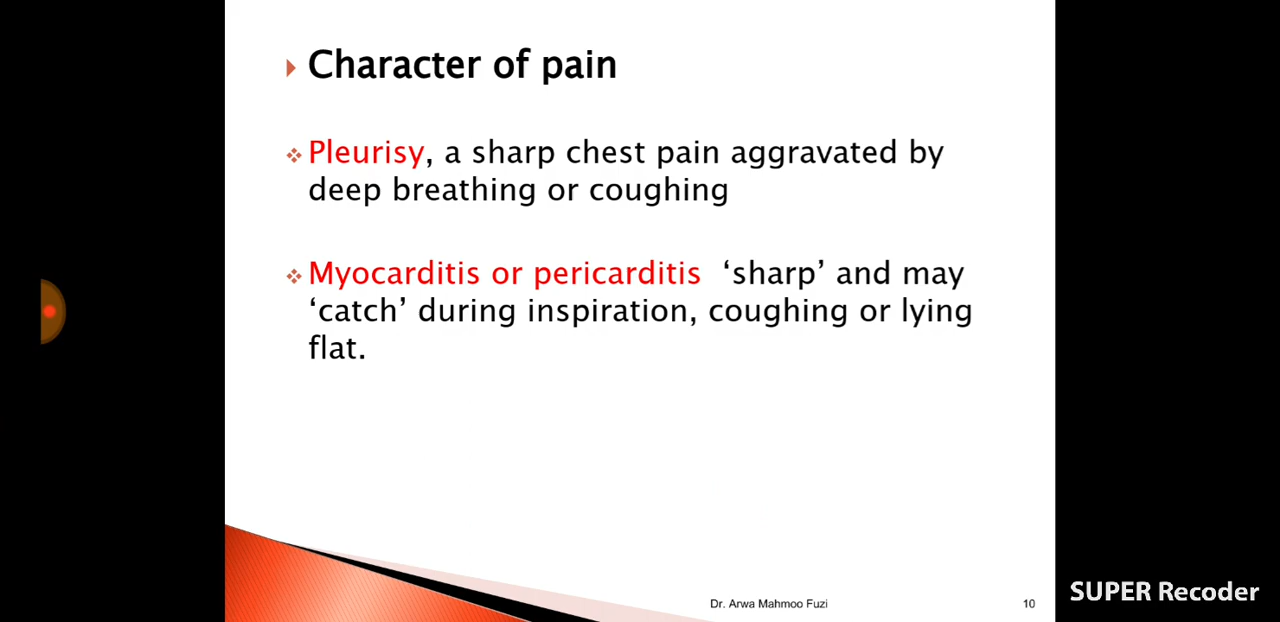 Character of pain
Pleurisy, a sharp chest pain aggravated by
deep breathing or coughing
Myocarditis or pericarditis ‘sharp’ and may
‘catch’ during inspiration, coughing or lying
flat.
Dr. Arwa Mahmoo Fuzi
10
SUPER Recoder